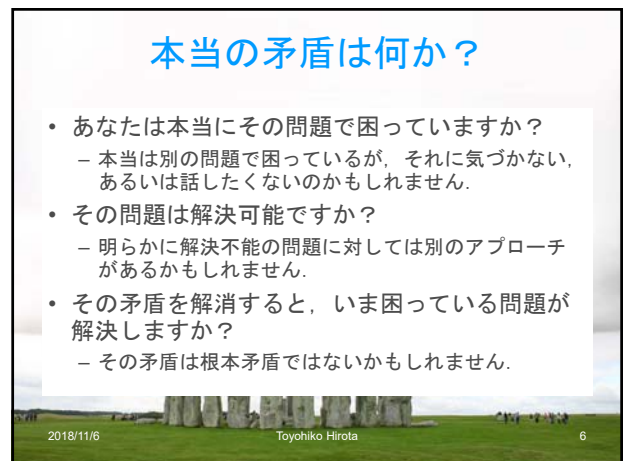 本当の矛盾は何か？
• あなたは本当にその問題で困っていますか？
– 本当は別の問題で困っているが，それに気づかない，
あるいは話したくないのかもしれません．
• その問題は解決可能ですか？
– 明らかに解決不能の問題に対しては別のアプローチ
があるかもしれません．
• その矛盾を解消すると，いま困っている問題が
解決しますか？
– その矛盾は根本矛盾ではないかもしれません．
2018/11/6
Toyohiko Hirota
6